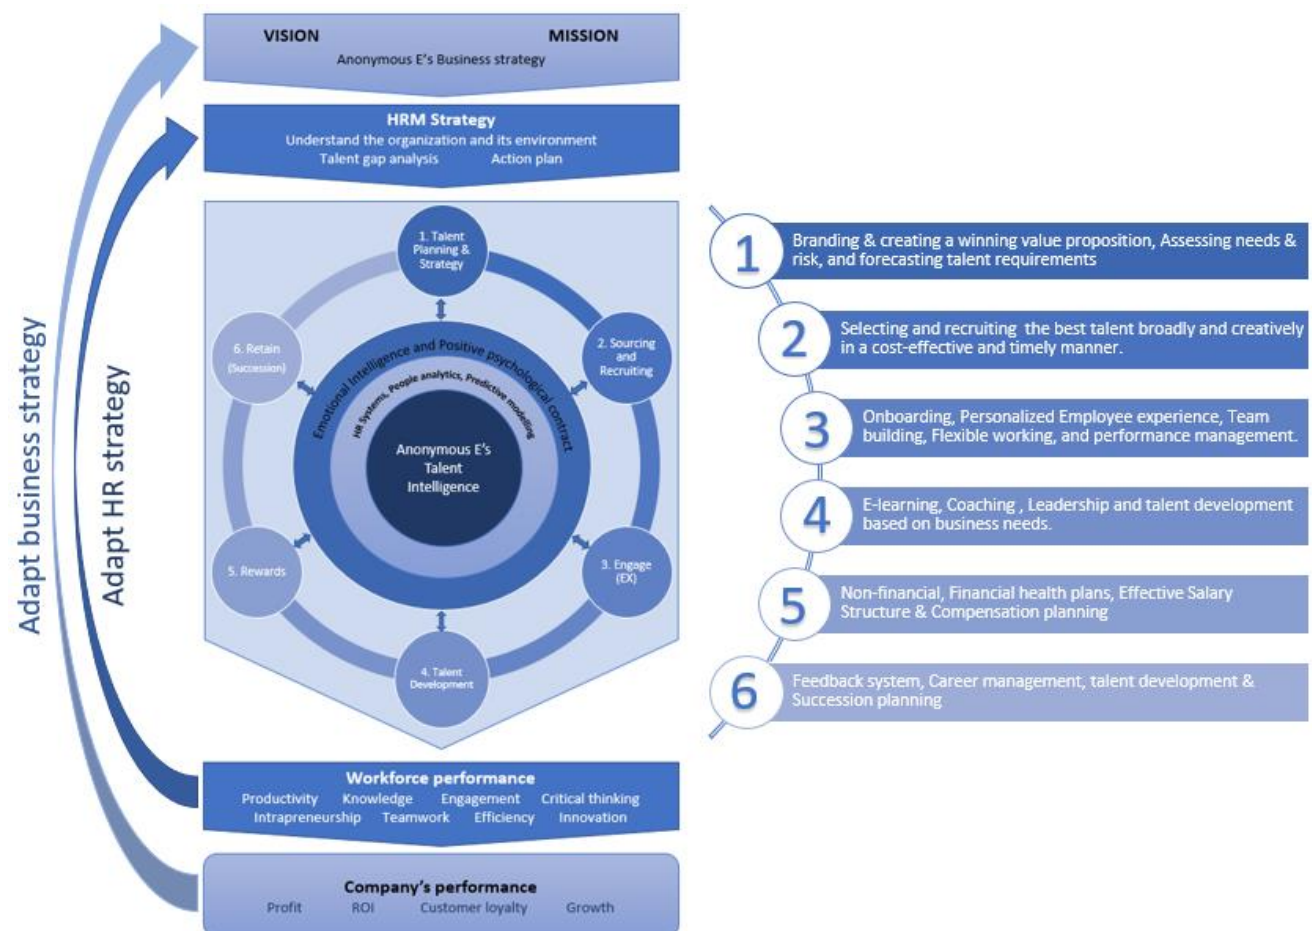 VISION MISSION
Anonymous E's Business strategy
HRM Strategy
Understand the organization and its environment
Talent gap analysis Action plan
Adapt business strategy
Adapt HR strategy
1. Talent
Planning &
Strategy
2. Sourcing
and
Recruiting
3. Engage
(EX)
4. Talent
Development
5. Rewards
6. Retain
(Succession)
Emotional Intelligence and Positive psychological contract
HR Systems, People analytics, Predictive modelling
Anonymous E's
Talent
Intelligence
1
Branding & creating a winning value proposition, Assessing needs &
risk, and forecasting talent requirements
2
Selecting and recruiting the best talent broadly and creatively
in a cost-effective and timely manner.
3
Onboarding, Personalized Employee experience, Team
building, Flexible working, and performance management.
4
E-learning, Coaching , Leadership and talent development
based on business needs.
5
Non-financial, Financial health plans, Effective Salary
Structure & Compensation planning
6
Feedback system, Career management, talent development &
Succession planning
Workforce performance
Productivity Knowledge Engagement Critical thinking
Intrapreneurship Teamwork Efficiency Innovation
Company's performance
Profit ROI Customer loyalty Growth